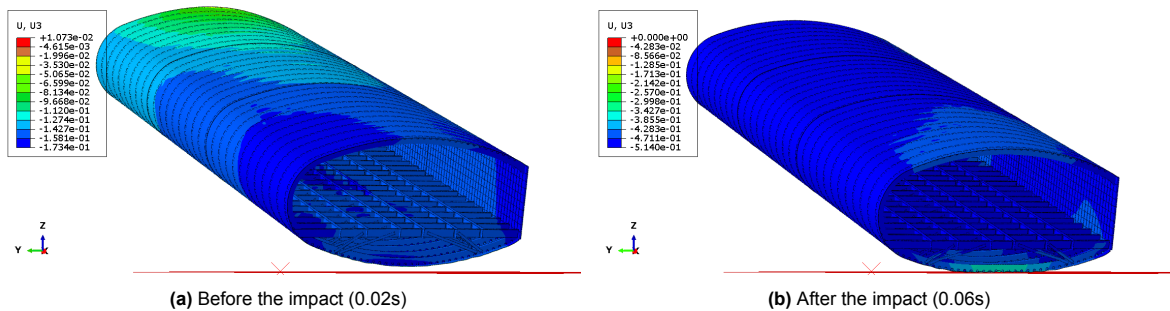 U, U3
+1.073e-02
-4.615e-03
-1.996e-02
-3.530e-02
-5.065e-02
-6.599e-02
-8.134e-02
-9.668e-02
-1.120e-01
-1.274e-01
-1.427e-01
-1.581e-01
-1.734e-01
Z
Y
X
(a) Before the impact (0.02s)
U, U3
+0.000e+00
-4.283e-02
-8.566e-02
-1.285e-01
-1.713e-01
-2.142e-01
-2.570e-01
-2.998e-01
-3.427e-01
-3.855e-01
-4.283e-01
-4.711e-01
-5.140e-01
Z
Y
X
(b) After the impact (0.06s)